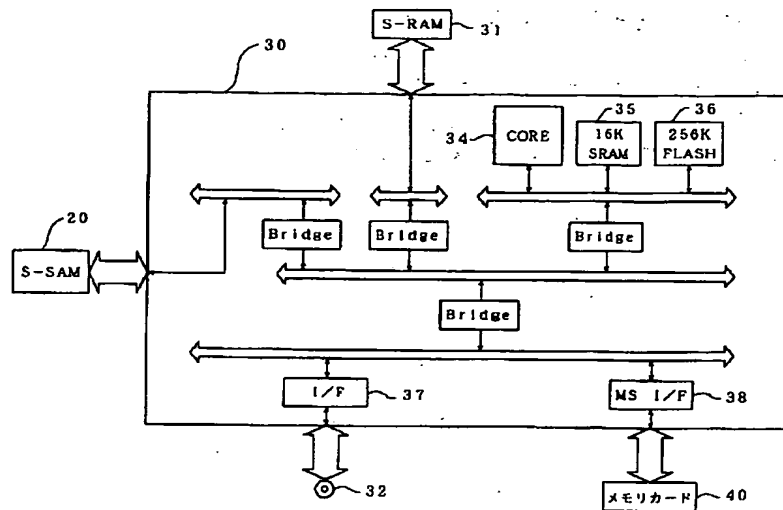 S-RAM
31
30
34
CORE
35
16K
SRAM
36
256K
FLASH
20
S-SAM
Bridge
Bridge
Bridge
Bridge
I/F
37
MS I/F
38
32
メモリカード
40